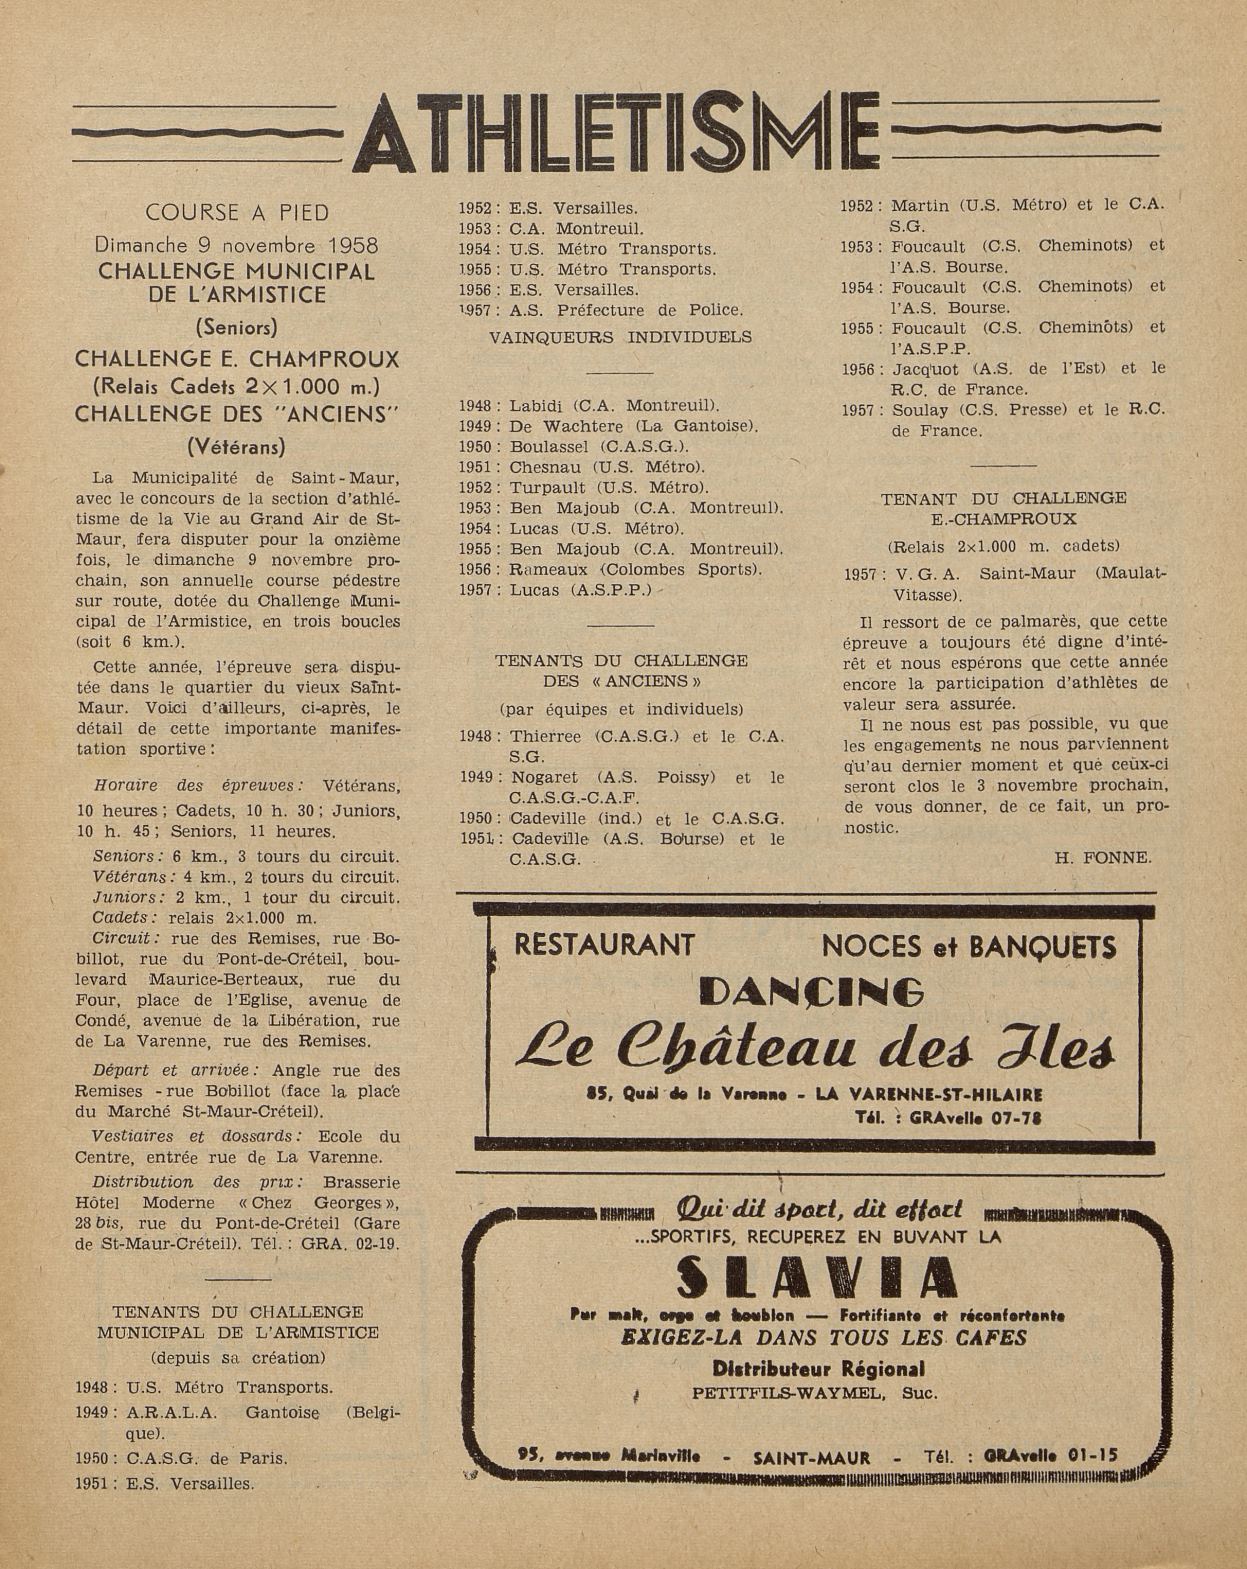 ATHLETISME
COURSE A PIED
Dimanche 9 novembre 1958
CHALLENGE MUNICIPAL
DE L'ARMISTICE
(Seniors)
CHALLENGE E. CHAMPROUX
(Relais Cadets 2×1.000 m.)
CHALLENGE DES "ANCIENS"
(Vétérans)
La Municipalité de Saint-Maur,
avec le concours de la section d'athlé-
tisme de la Vie au Grand Air de St-
Maur, fera disputer pour la onzième
fois, le dimanche 9 novembre pro-
chain, son annuelle course pédestre
sur route, dotée du Challenge Muni-
cipal de l'Armistice, en trois boucles
(soit 6 km.).
Cette année, l'épreuve sera dispu-
tée dans le quartier du vieux Saint-
Maur. Voici d'ailleurs, ci-après, le
détail de cette importante manifes-
tation sportive :
Horaire des épreuves : Vétérans,
10 heures ; Cadets, 10 h. 30 ; Juniors,
10 h. 45 ; Seniors, 11 heures.
Seniors : 6 km., 3 tours du circuit.
Vétérans : 4 km., 2 tours du circuit.
Juniors : 2 km., 1 tour du circuit.
Cadets : relais 2×1.000 m.
Circuit : rue des Remises, rue Bo-
billot, rue du Pont-de-Créteil, bou-
levard Maurice-Berteaux, rue du
Four, place de l'Eglise, avenue de
Condé, avenue de la Libération, rue
de La Varenne, rue des Remises.
Départ et arrivée : Angle rue des
Remises - rue Bobillot (face la place
du Marché St-Maur-Créteil).
Vestiaires et dossards : Ecole du
Centre, entrée rue de La Varenne.
Distribution des prix : Brasserie
Hôtel Moderne « Chez Georges »,
28 bis, rue du Pont-de-Créteil (Gare
de St-Maur-Créteil). Tél. : GRA. 02-19.
TENANTS DU CHALLENGE
MUNICIPAL DE L'ARMISTICE
(depuis sa création)
1948 : U.S. Métro Transports.
1949 : A.R.A.L.A. Gantoise (Belgi-
que).
1950 : C.A.S.G. de Paris.
1951 : E.S. Versailles.
1952 : E.S. Versailles.
1953 : C.A. Montreuil.
1954 : U.S. Métro Transports.
1955 : U.S. Métro Transports.
1956 : E.S. Versailles.
1957 : A.S. Préfecture de Police.
VAINQUEURS INDIVIDUELS
1948 : Labidi (C.A. Montreuil).
1949 : De Wachtere (La Gantoise).
1950 : Boulassel (C.A.S.G.).
1951 : Chesnau (U.S. Métro).
1952 : Turpault (U.S. Métro).
1953 : Ben Majoub (C.A. Montreuil).
1954 : Lucas (U.S. Métro).
1955 : Ben Majoub (C.A. Montreuil).
1956 : Rameaux (Colombes Sports).
1957 : Lucas (A.S.P.P.)
TENANTS DU CHALLENGE
DES « ANCIENS »
(par équipes et individuels)
1948 : Thierree (C.A.S.G.) et le C.A.
S.G.
1949 : Nogaret (A.S. Poissy) et le
C.A.S.G.-C.A.F.
1950 : Cadeville (ind.) et le C.A.S.G.
1951 : Cadeville (A.S. Bourse) et le
C.A.S.G.
1952 : Martin (U.S. Métro) et le C.A.
S.G.
1953 : Foucault (C.S. Cheminots) et
l'A.S. Bourse.
1954 : Foucault (C.S. Cheminots) et
l'A.S. Bourse.
1955 : Foucault (C.S. Cheminots) et
l'A.S.P.P.
1956 : Jacquot (A.S. de l'Est) et le
R.C. de France.
1957 : Soulay (C.S. Presse) et le R.C.
de France.
TENANT DU CHALLENGE
E.-CHAMPROUX
(Relais 2×1.000 m. cadets)
1957 : V.G.A. Saint-Maur (Maulat-
Vitasse).
Il ressort de ce palmarès, que cette
épreuve a toujours été digne d'inté-
rêt et nous espérons que cette année
encore la participation d'athlètes de
valeur sera assurée.
Il ne nous est pas possible, vu que
les engagements ne nous parviennent
qu'au dernier moment et que ceux-ci
seront clos le 3 novembre prochain,
de vous donner, de ce fait, un pro-
nostic.
H. FONNE.
RESTAURANT NOCES et BANQUETS
DANCING
Le Château des Iles
85, Quai de la Varenne - LA VARENNE-ST-HILAIRE
Tél. : GRAvelle 07-78
Qui dit sport, dit effort
...SPORTIFS, RECUPEREZ EN BUVANT LA
SLAVIA
Pur malt, orge et houblon — Fortifiante et réconfortante
EXIGEZ-LA DANS TOUS LES CAFES
Distributeur Régional
PETITFILS-WAYMEL, Suc.
95, avenue Marinville - SAINT-MAUR - Tél. : GRAvelle 01-15